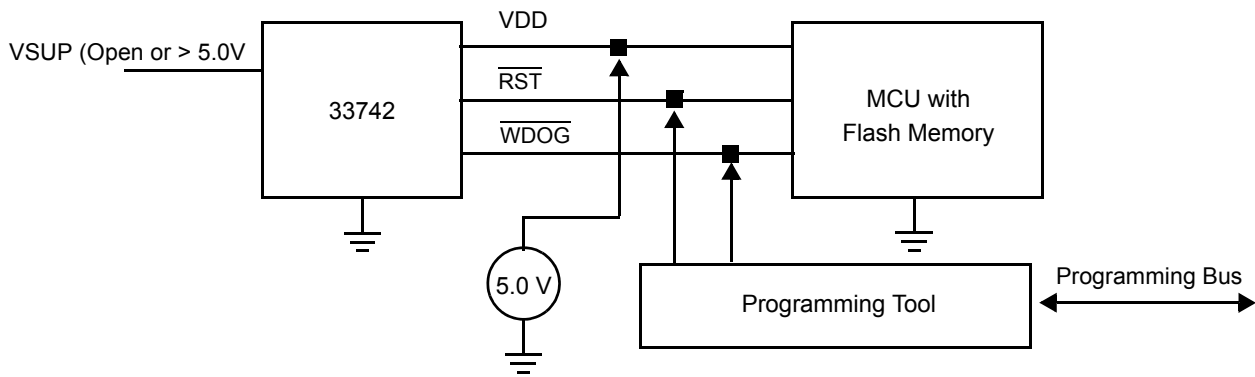 VDD
VSUP (Open or > 5.0V
RST
33742
MCU with
Flash Memory
WDOG
5.0 V
Programming Tool
Programming Bus